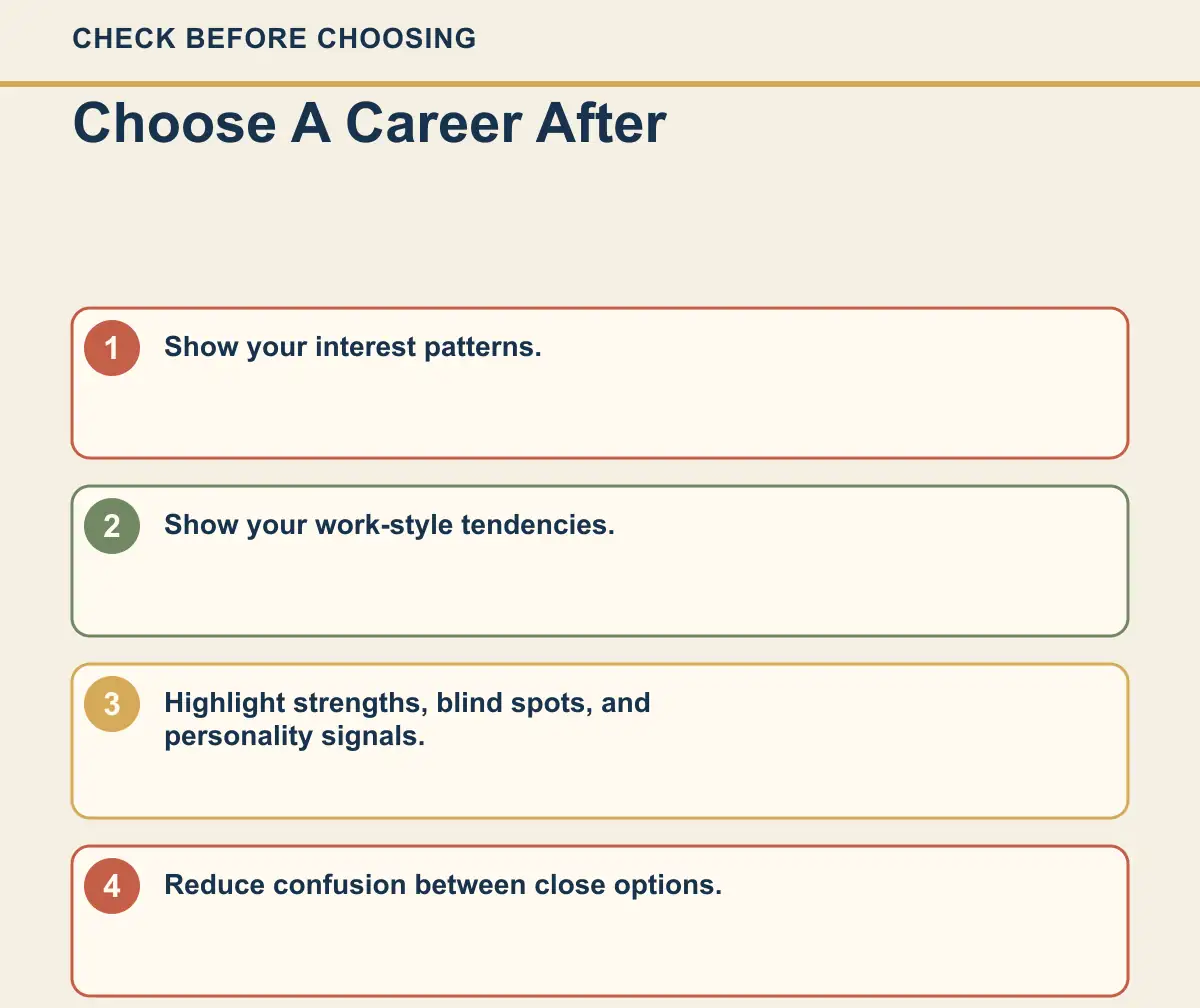 CHECK BEFORE CHOOSING
Choose A Career After
1
Show your interest patterns.
2
Show your work-style tendencies.
3
Highlight strengths, blind spots, and
personality signals.
4
Reduce confusion between close options.